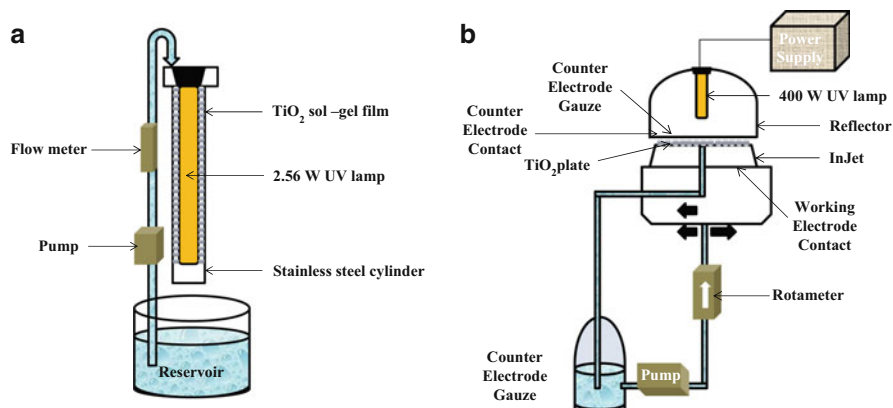 a
TiO2 sol –gel film
Flow meter
2.56 W UV lamp
Pump
Stainless steel cylinder
Reservoir
b
Power
Supply
Counter
Electrode
Gauze
400 W UV lamp
Counter
Electrode
Contact
Reflector
TiO2plate
InJet
Working
Electrode
Contact
Rotameter
Counter
Electrode
Gauze
Pump